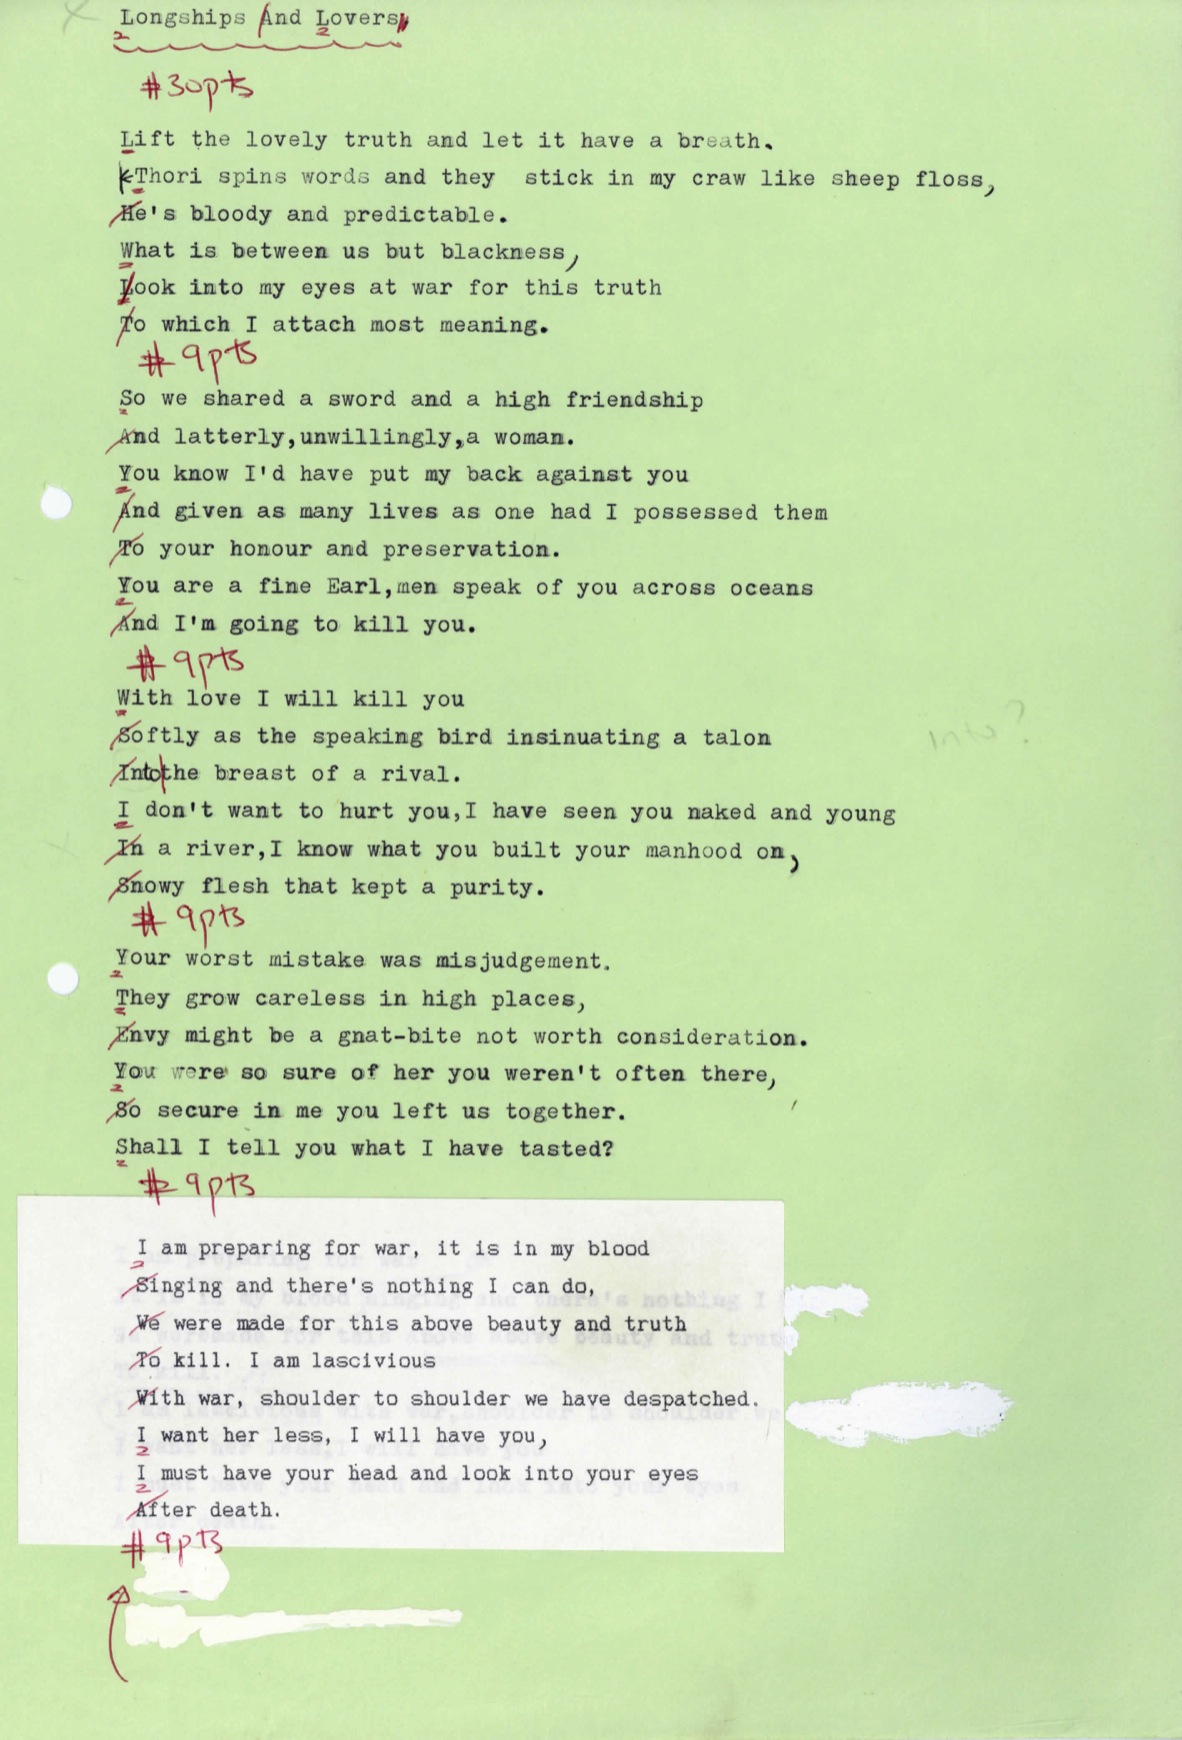 Longships And Lovers
#30pts
Lift the lovely truth and let it have a breath.
Thori spins words and they stick in my craw like sheep floss,
He's bloody and predictable.
What is between us but blackness,
Look into my eyes at war for this truth
To which I attach most meaning.
#9pts
So we shared a sword and a high friendship
And latterly,unwillingly,a woman.
You know I'd have put my back against you
And given as many lives as one had I possessed them
To your honour and preservation.
You are a fine Earl,men speak of you across oceans
And I'm going to kill you.
#9pts
With love I will kill you
Softly as the speaking bird insinuating a talon
into?
Into the breast of a rival.
I don't want to hurt you,I have seen you naked and young
In a river,I know what you built your manhood on,
Snowy flesh that kept a purity.
#9pts
Your worst mistake was misjudgement.
They grow careless in high places,
Envy might be a gnat-bite not worth consideration.
You were so sure of her you weren't often there,
So secure in me you left us together.
Shall I tell you what I have tasted?
#9pts
I am preparing for war, it is in my blood
Singing and there's nothing I can do,
We were made for this above beauty and truth
To kill. I am lascivious
With war, shoulder to shoulder we have despatched.
I want her less, I will have you,
I must have your head and look into your eyes
After death.
#9pts